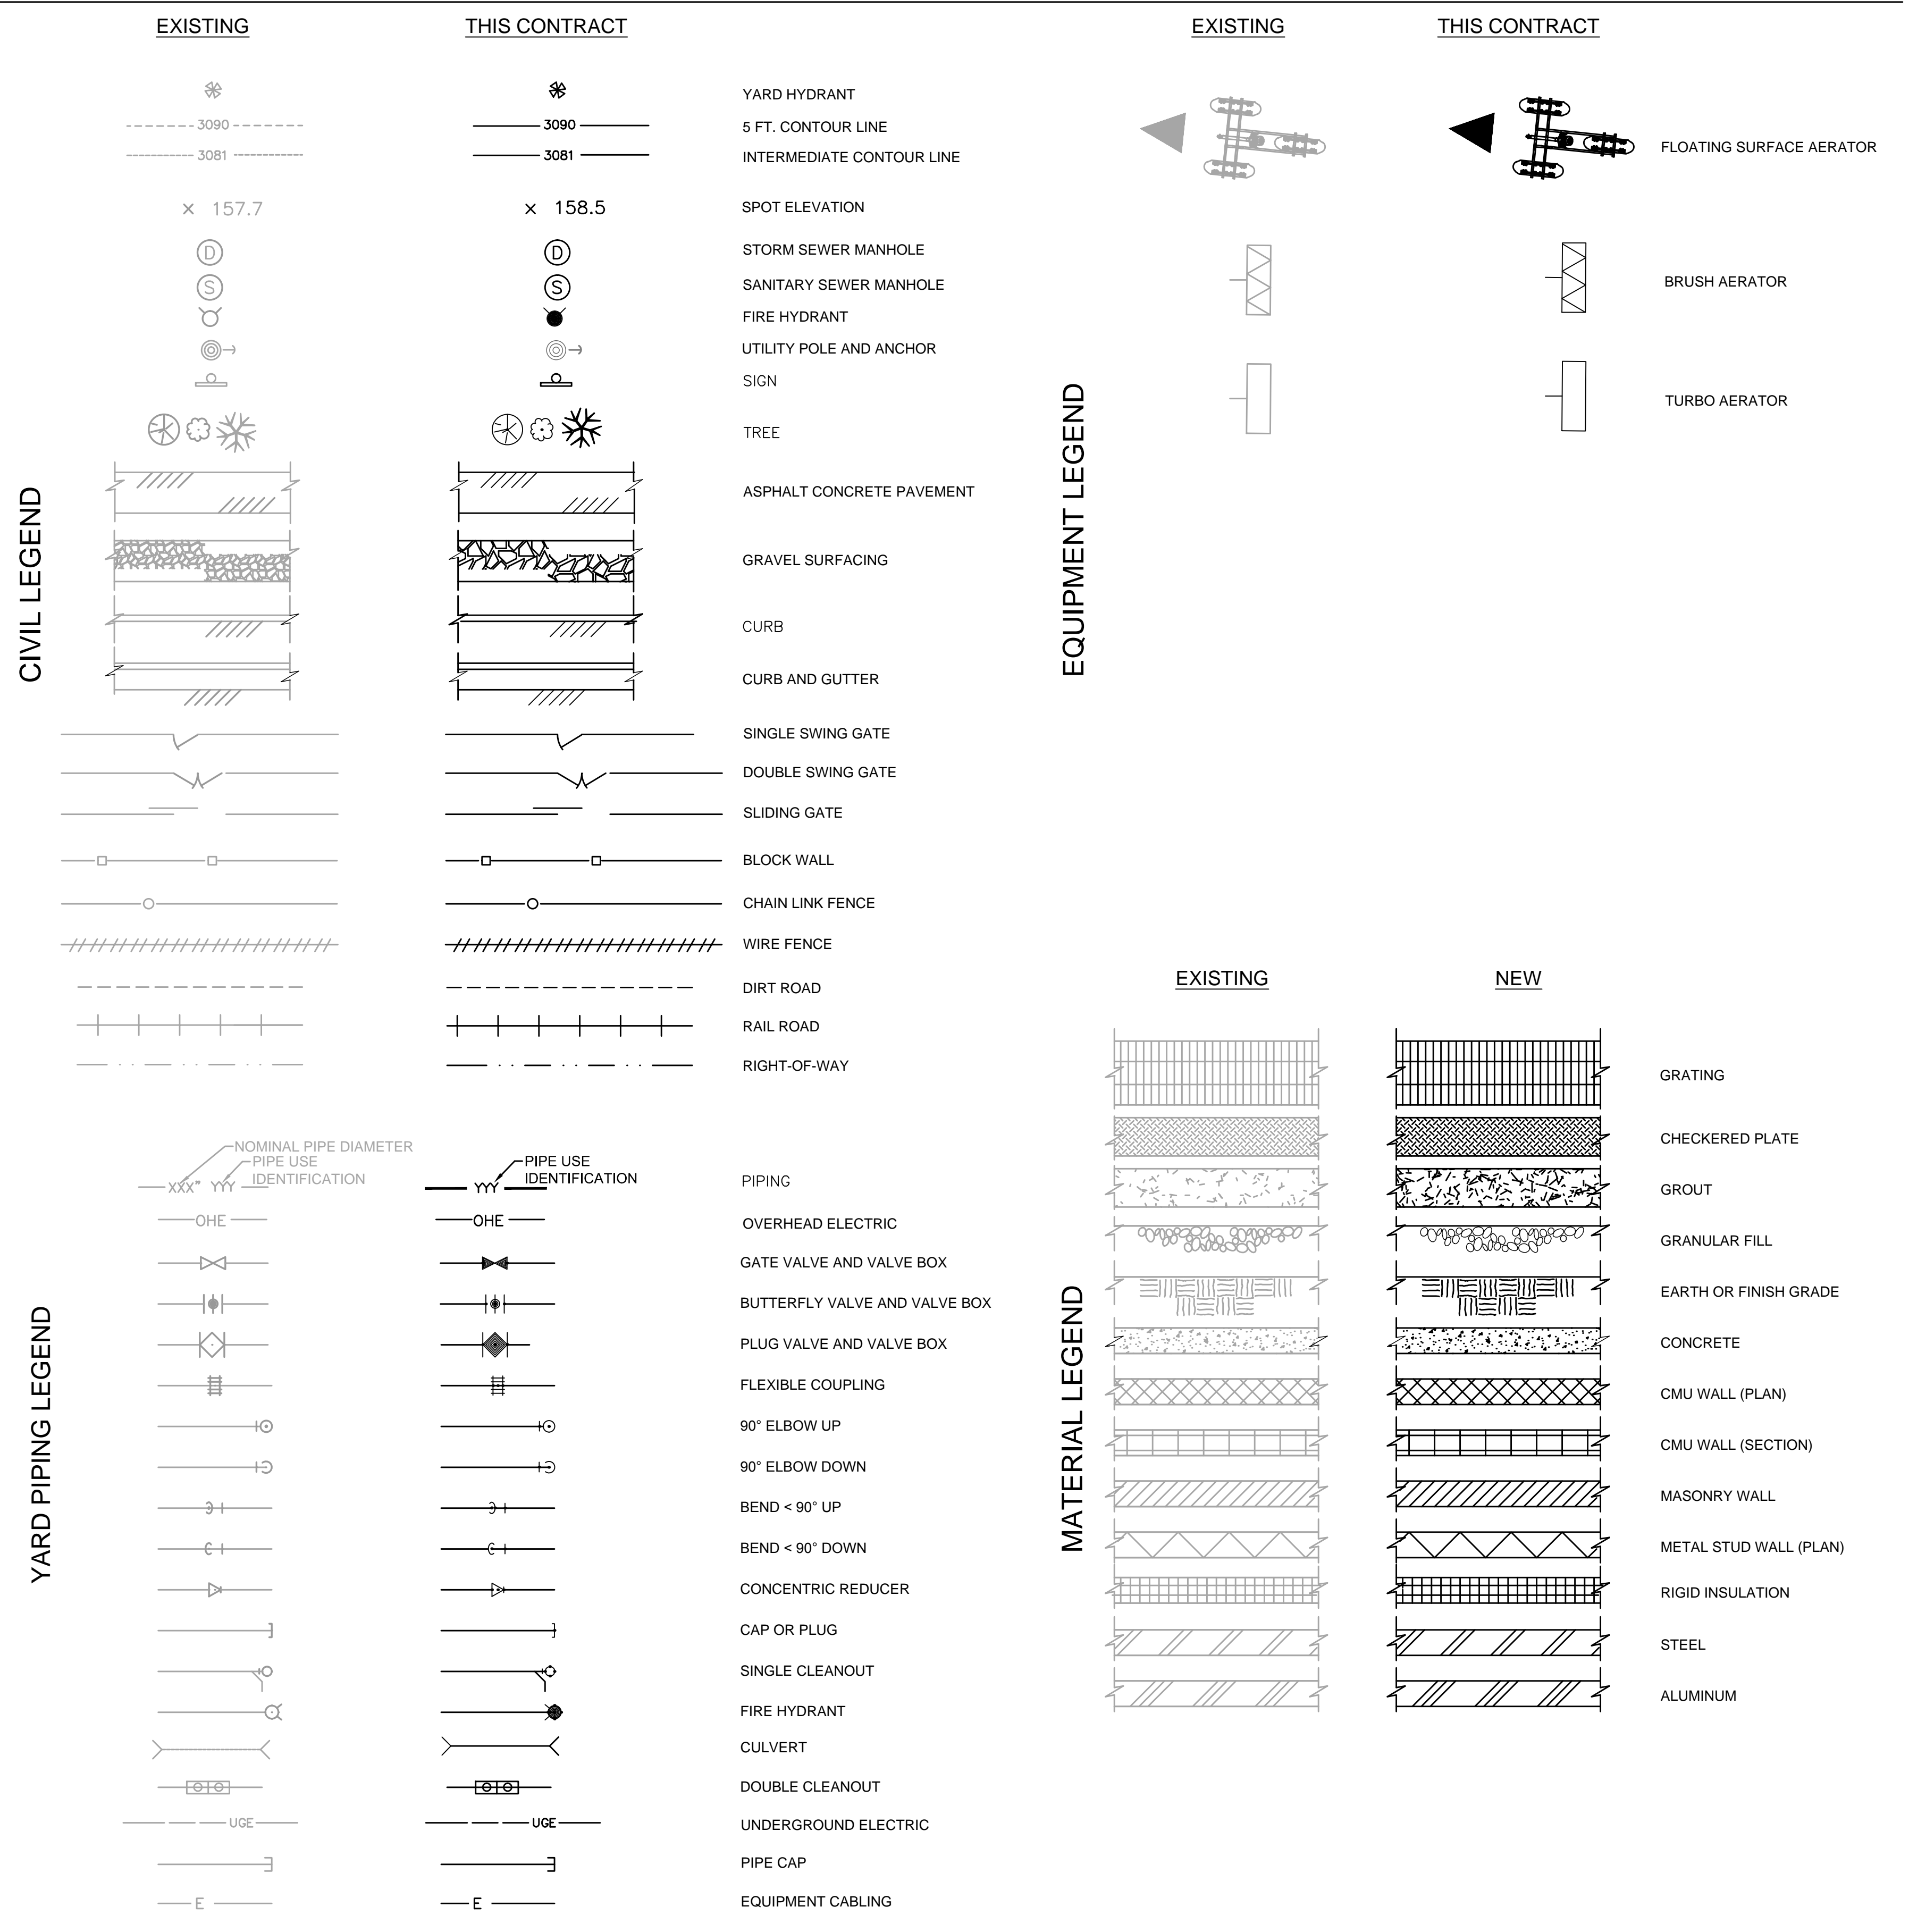 EXISTING
THIS CONTRACT
CIVIL LEGEND
YARD HYDRANT
3090
3090
5 FT. CONTOUR LINE
3081
3081
INTERMEDIATE CONTOUR LINE
× 157.7
× 158.5
SPOT ELEVATION
D
D
STORM SEWER MANHOLE
S
S
SANITARY SEWER MANHOLE
FIRE HYDRANT
UTILITY POLE AND ANCHOR
SIGN
TREE
ASPHALT CONCRETE PAVEMENT
GRAVEL SURFACING
CURB
CURB AND GUTTER
SINGLE SWING GATE
DOUBLE SWING GATE
SLIDING GATE
BLOCK WALL
CHAIN LINK FENCE
WIRE FENCE
DIRT ROAD
RAIL ROAD
RIGHT-OF-WAY
YARD PIPING LEGEND
NOMINAL PIPE DIAMETER
PIPE USE
IDENTIFICATION
XXX" YYY
PIPE USE
IDENTIFICATION
YYY
PIPING
OHE
OHE
OVERHEAD ELECTRIC
GATE VALVE AND VALVE BOX
BUTTERFLY VALVE AND VALVE BOX
PLUG VALVE AND VALVE BOX
FLEXIBLE COUPLING
90° ELBOW UP
90° ELBOW DOWN
BEND < 90° UP
BEND < 90° DOWN
CONCENTRIC REDUCER
CAP OR PLUG
SINGLE CLEANOUT
FIRE HYDRANT
CULVERT
DOUBLE CLEANOUT
UGE
UGE
UNDERGROUND ELECTRIC
PIPE CAP
E
E
EQUIPMENT CABLING
EXISTING
THIS CONTRACT
EQUIPMENT LEGEND
FLOATING SURFACE AERATOR
BRUSH AERATOR
TURBO AERATOR
EXISTING
NEW
MATERIAL LEGEND
GRATING
CHECKERED PLATE
GROUT
GRANULAR FILL
EARTH OR FINISH GRADE
CONCRETE
CMU WALL (PLAN)
CMU WALL (SECTION)
MASONRY WALL
METAL STUD WALL (PLAN)
RIGID INSULATION
STEEL
ALUMINUM